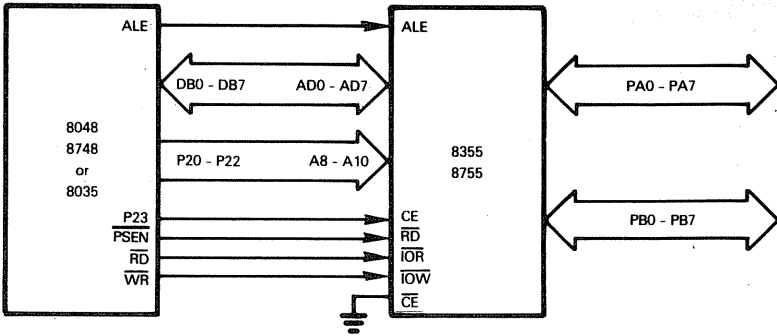 ALE
ALE
DB0 - DB7
AD0 - AD7
PA0 - PA7
8048
8748
or
8035
P20 - P22
A8 - A10
8355
8755
P23
CE
PSEN
RD
PB0 - PB7
RD
IOR
WR
IOW
CE